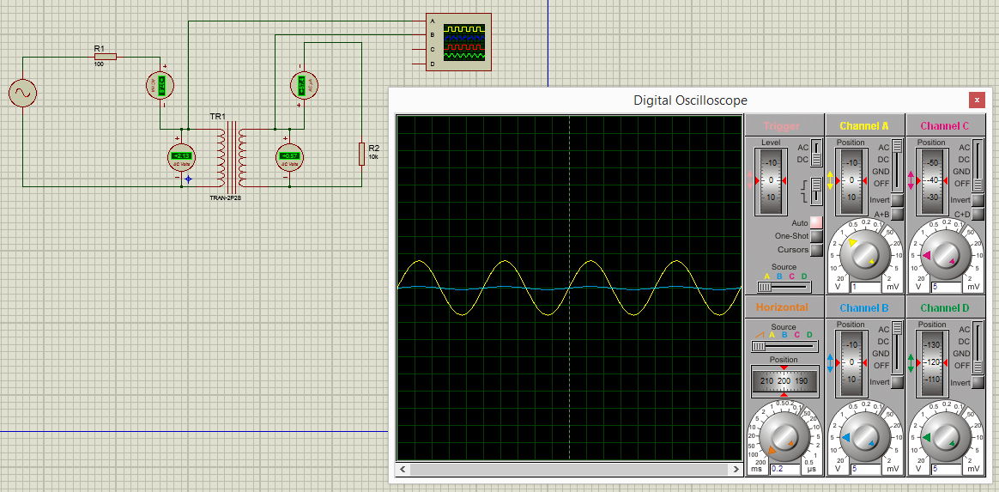 R1
100
A
B
C
D
+2.13
AC Volts
TR1
TRAN-2P2S
+0.57
AC Volts
R2
10k
Digital Oscilloscope
x
Trigger
Level
AC
DC
-10
0
10
Auto
One-Shot
Cursors
Source
A B C D
Channel A
Position
AC
DC
GND
OFF
Invert
A+B
-10
0
10
0.5 0.2
1 0.1
2 50
5 20
10 10
20 5 2
V 1 mV
Channel C
Position
AC
DC
GND
OFF
Invert
C+D
-50
-40
-30
0.5 0.2
1 0.1
2 50
5 20
10 10
20 5 2
V 5 mV
Horizontal
Source
A B C D
Position
210 200 190
1 0.5 0.2 0.1
2 50
5 20
10 10
20 5
50 2
100 1
200 0.5
ms 0.2 µs
Channel B
Position
AC
DC
GND
OFF
Invert
-10
0
10
0.5 0.2
1 0.1
2 50
5 20
10 10
20 5 2
V 5 mV
Channel D
Position
AC
DC
GND
OFF
Invert
-130
-120
-110
0.5 0.2
1 0.1
2 50
5 20
10 10
20 5 2
V 5 mV